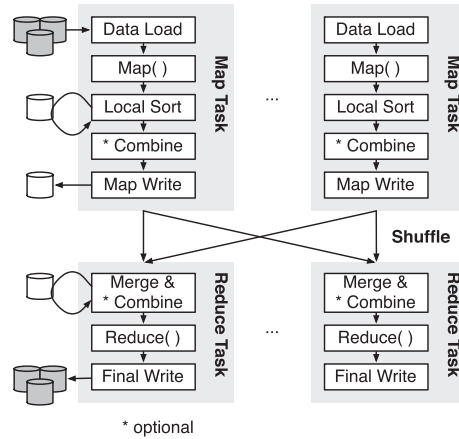 Data Load
Map( )
Local Sort
* Combine
Map Write
Map Task
...
Data Load
Map( )
Local Sort
* Combine
Map Write
Map Task
Shuffle
Merge &
* Combine
Reduce( )
Final Write
Reduce Task
...
Merge &
* Combine
Reduce( )
Final Write
Reduce Task
* optional